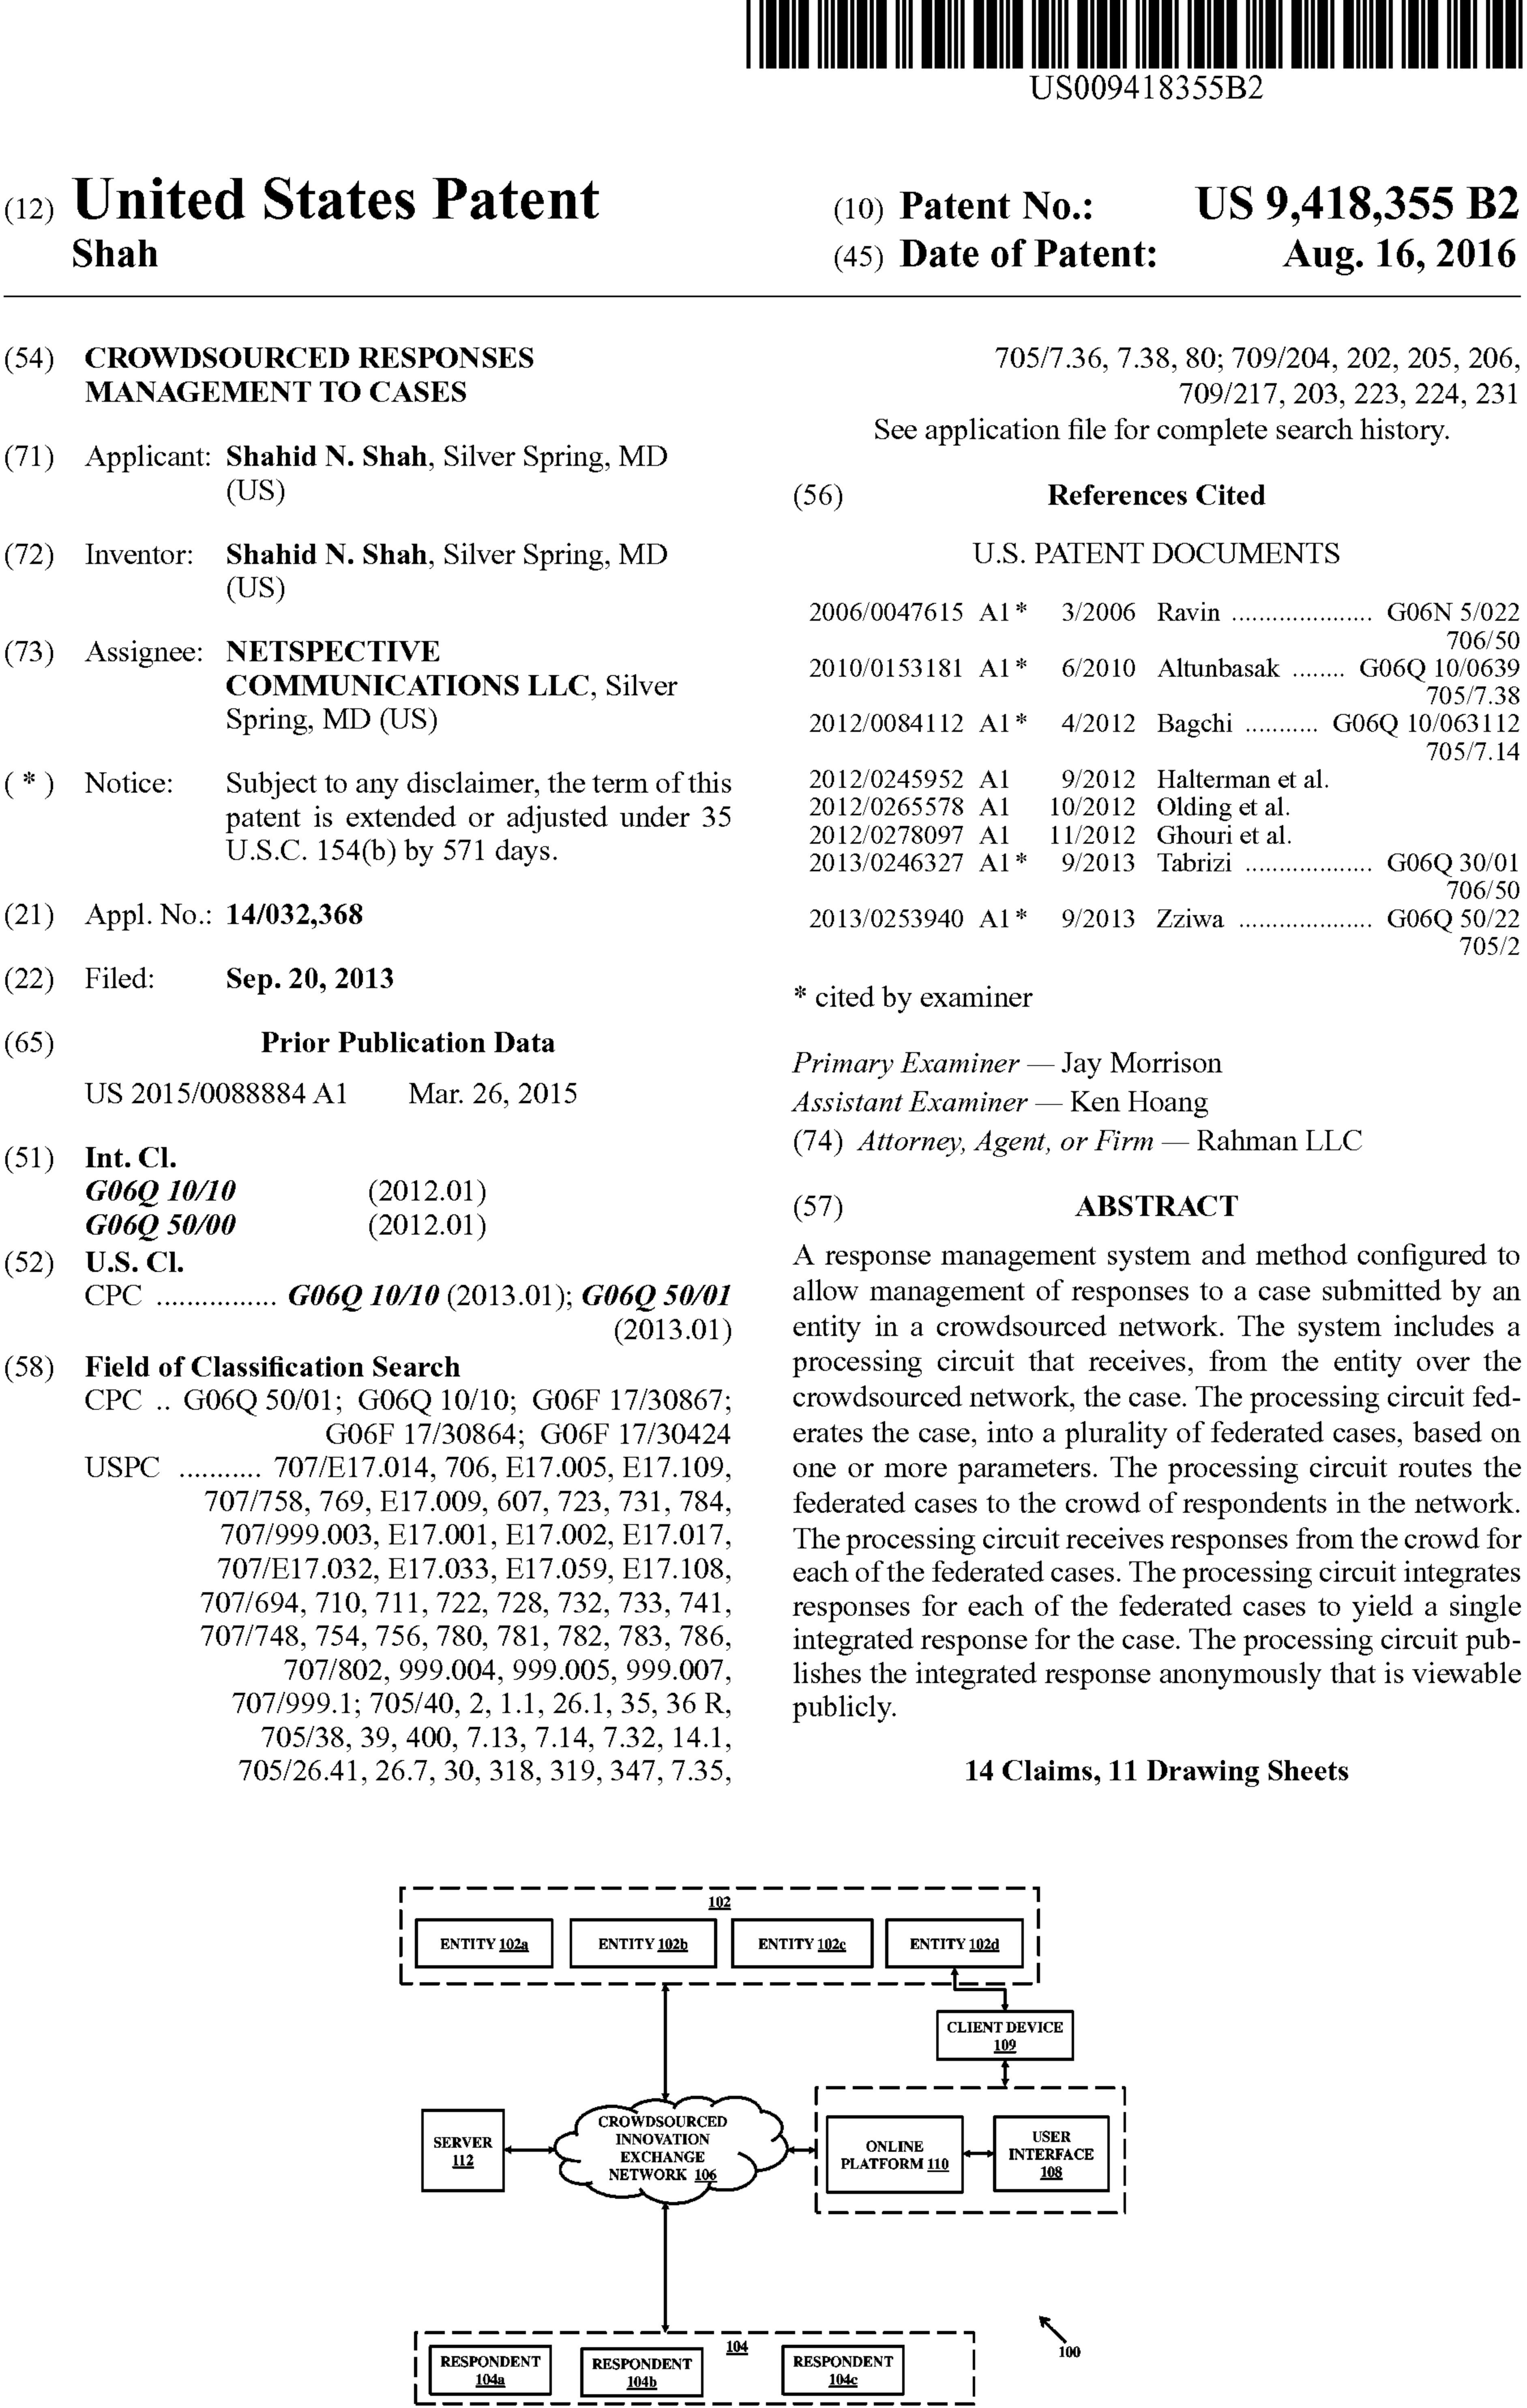 US009418355B2
(12) United States Patent
Shah
(10) Patent No.: US 9,418,355 B2
(45) Date of Patent: Aug. 16, 2016
(54) CROWDSOURCED RESPONSES
MANAGEMENT TO CASES
(71) Applicant: Shahid N. Shah, Silver Spring, MD
(US)
(72) Inventor: Shahid N. Shah, Silver Spring, MD
(US)
(73) Assignee: NETSPECTIVE
COMMUNICATIONS LLC, Silver
Spring, MD (US)
( * ) Notice: Subject to any disclaimer, the term of this
patent is extended or adjusted under 35
U.S.C. 154(b) by 571 days.
(21) Appl. No.: 14/032,368
(22) Filed: Sep. 20, 2013
(65) Prior Publication Data
US 2015/0088884 A1 Mar. 26, 2015
(51) Int. Cl.
G06Q 10/10 (2012.01)
G06Q 50/00 (2012.01)
(52) U.S. Cl.
CPC ............... G06Q 10/10 (2013.01); G06Q 50/01
(2013.01)
(58) Field of Classification Search
CPC .. G06Q 50/01; G06Q 10/10; G06F 17/30867;
G06F 17/30864; G06F 17/30424
USPC ........... 707/E17.014, 706, E17.005, E17.109,
707/758, 769, E17.009, 607, 723, 731, 784,
707/999.003, E17.001, E17.002, E17.017,
707/E17.032, E17.033, E17.059, E17.108,
707/694, 710, 711, 722, 728, 732, 733, 741,
707/748, 754, 756, 780, 781, 782, 783, 786,
707/802, 999.004, 999.005, 999.007,
707/999.1; 705/40, 2, 1.1, 26.1, 35, 36 R,
705/38, 39, 400, 7.13, 7.14, 7.32, 14.1,
705/26.41, 26.7, 30, 318, 319, 347, 7.35,
705/7.36, 7.38, 80; 709/204, 202, 205, 206,
709/217, 203, 223, 224, 231
See application file for complete search history.
(56) References Cited
U.S. PATENT DOCUMENTS
2006/0047615 A1* 3/2006 Ravin ..................... G06N 5/022
706/50
2010/0153181 A1* 6/2010 Altunbasak ........ G06Q 10/0639
705/7.38
2012/0084112 A1* 4/2012 Bagchi ........... G06Q 10/063112
705/7.14
2012/0245952 A1 9/2012 Halterman et al.
2012/0265578 A1 10/2012 Olding et al.
2012/0278097 A1 11/2012 Ghouri et al.
2013/0246327 A1* 9/2013 Tabrizi ................... G06Q 30/01
706/50
2013/0253940 A1* 9/2013 Zziwa .................... G06Q 50/22
705/2
* cited by examiner
Primary Examiner — Jay Morrison
Assistant Examiner — Ken Hoang
(74) Attorney, Agent, or Firm — Rahman LLC
(57) ABSTRACT
A response management system and method configured to
allow management of responses to a case submitted by an
entity in a crowdsourced network. The system includes a
processing circuit that receives, from the entity over the
crowdsourced network, the case. The processing circuit fed-
erates the case, into a plurality of federated cases, based on
one or more parameters. The processing circuit routes the
federated cases to the crowd of respondents in the network.
The processing circuit receives responses from the crowd for
each of the federated cases. The processing circuit integrates
responses for each of the federated cases to yield a single
integrated response for the case. The processing circuit pub-
lishes the integrated response anonymously that is viewable
publicly.
14 Claims, 11 Drawing Sheets
102
ENTITY 102a ENTITY 102b ENTITY 102c ENTITY 102d
CLIENT DEVICE
109
SERVER
112
CROWDSOURCED
INNOVATION
EXCHANGE
NETWORK 106
ONLINE
PLATFORM 110
USER
INTERFACE
108
104
RESPONDENT
104a
RESPONDENT
104b
RESPONDENT
104c
100